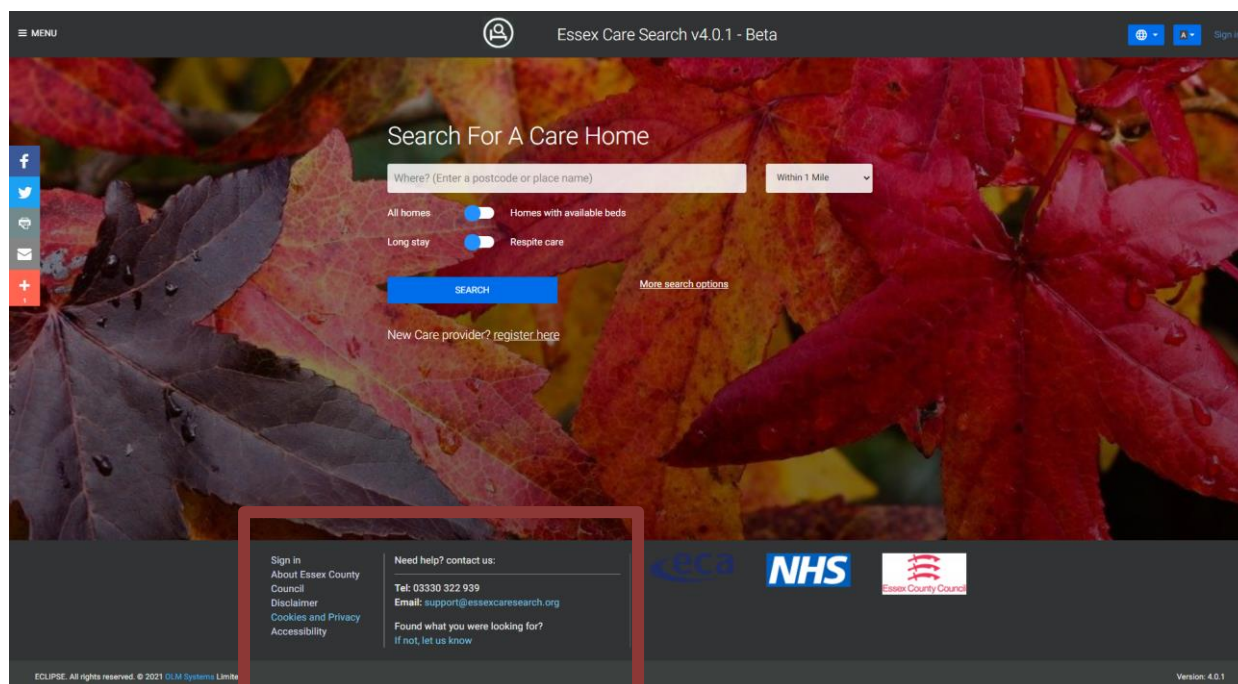 ≡ MENU
Essex Care Search v4.0.1 - Beta
A
Sign i
Search For A Care Home
Where? (Enter a postcode or place name)
Within 1 Mile
All homes
Homes with available beds
Long stay
Respite care
SEARCH
More search options
New Care provider? register here
Sign in
About Essex County
Council
Disclaimer
Cookies and Privacy
Accessibility
Need help? contact us:
Tel: 03330 322 939
Email: support@essexcaresearch.org
Found what you were looking for?
If not, let us know
eca
NHS
Essex County Council
ECLIPSE. All rights reserved. © 2021 OLM Systems Limite
Version: 4.0.1